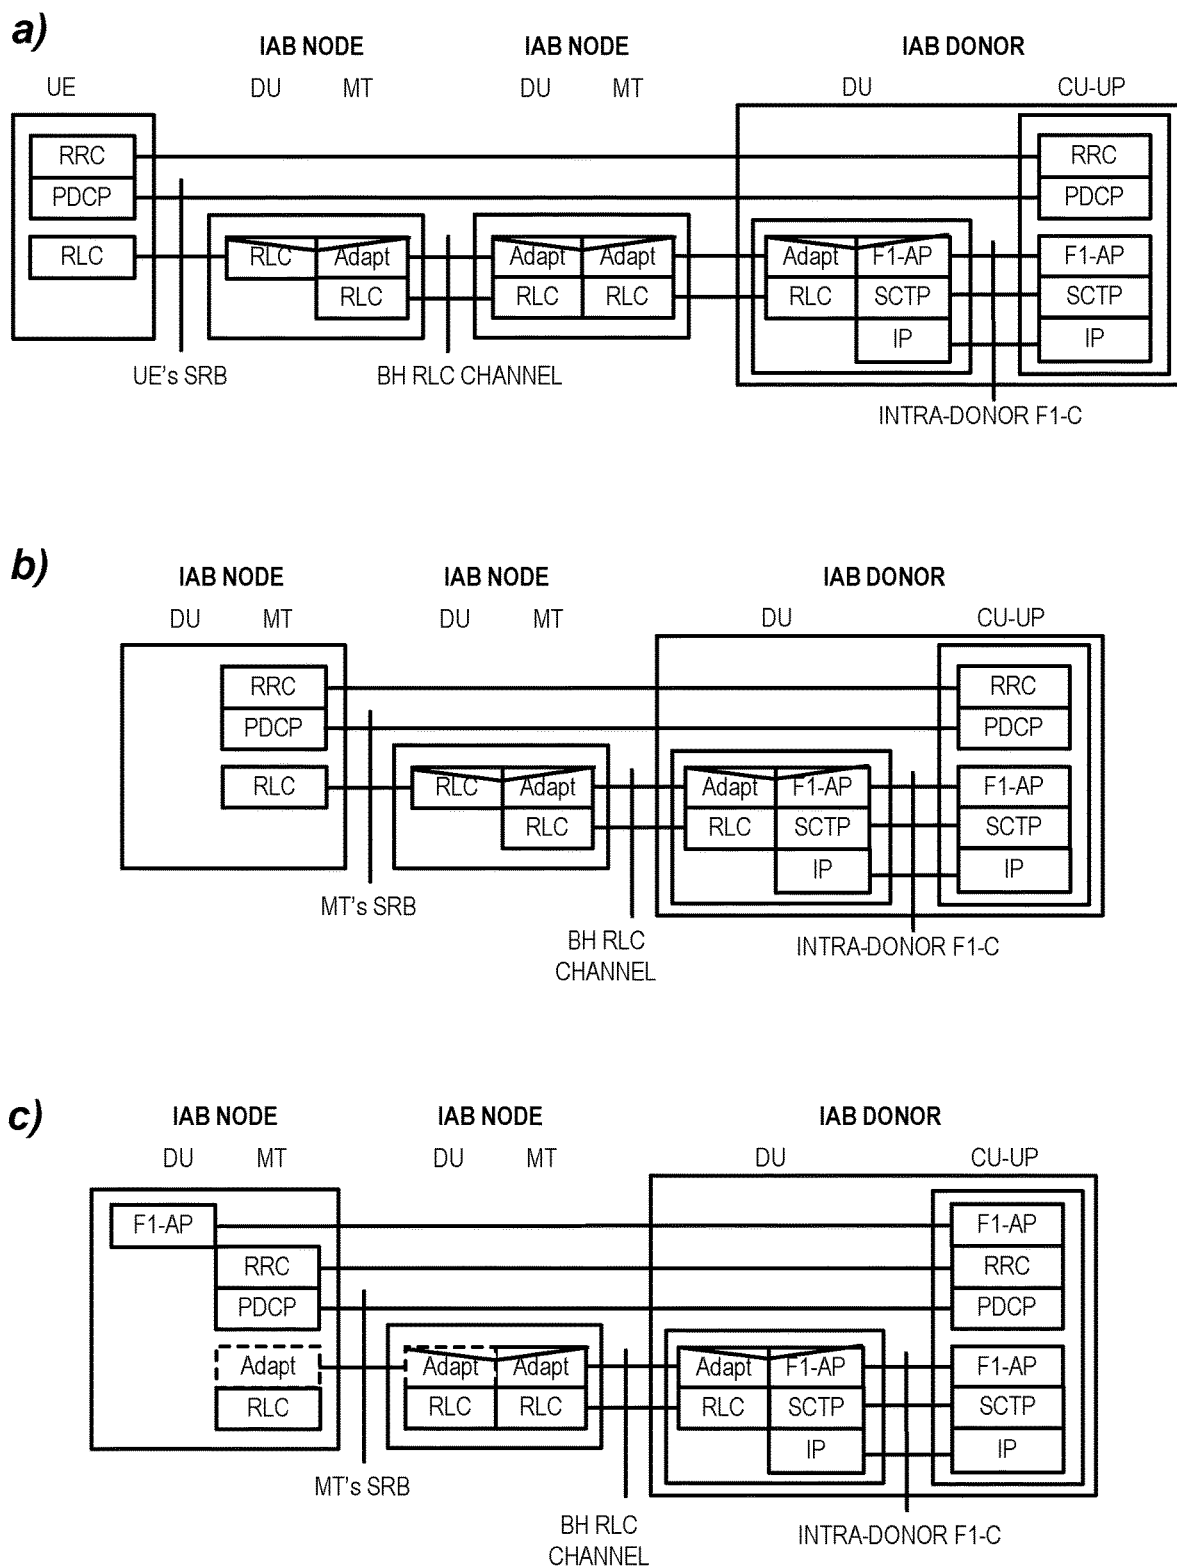 a)
IAB NODE IAB NODE IAB DONOR
UE DU MT DU MT DU CU-UP
RRC RRC
PDCP PDCP
RLC RLC Adapt Adapt Adapt Adapt F1-AP F1-AP
RLC RLC RLC RLC SCTP SCTP
IP IP
UE's SRB BH RLC CHANNEL
INTRA-DONOR F1-C
b)
IAB NODE IAB NODE IAB DONOR
DU MT DU MT DU CU-UP
RRC RRC
PDCP PDCP
RLC RLC Adapt Adapt F1-AP F1-AP
RLC RLC SCTP SCTP
IP IP
MT's SRB
BH RLC
CHANNEL
INTRA-DONOR F1-C
c)
IAB NODE IAB NODE IAB DONOR
DU MT DU MT DU CU-UP
F1-AP F1-AP
RRC RRC
PDCP PDCP
Adapt Adapt Adapt Adapt F1-AP F1-AP
RLC RLC RLC RLC SCTP SCTP
IP IP
MT's SRB
BH RLC
CHANNEL
INTRA-DONOR F1-C